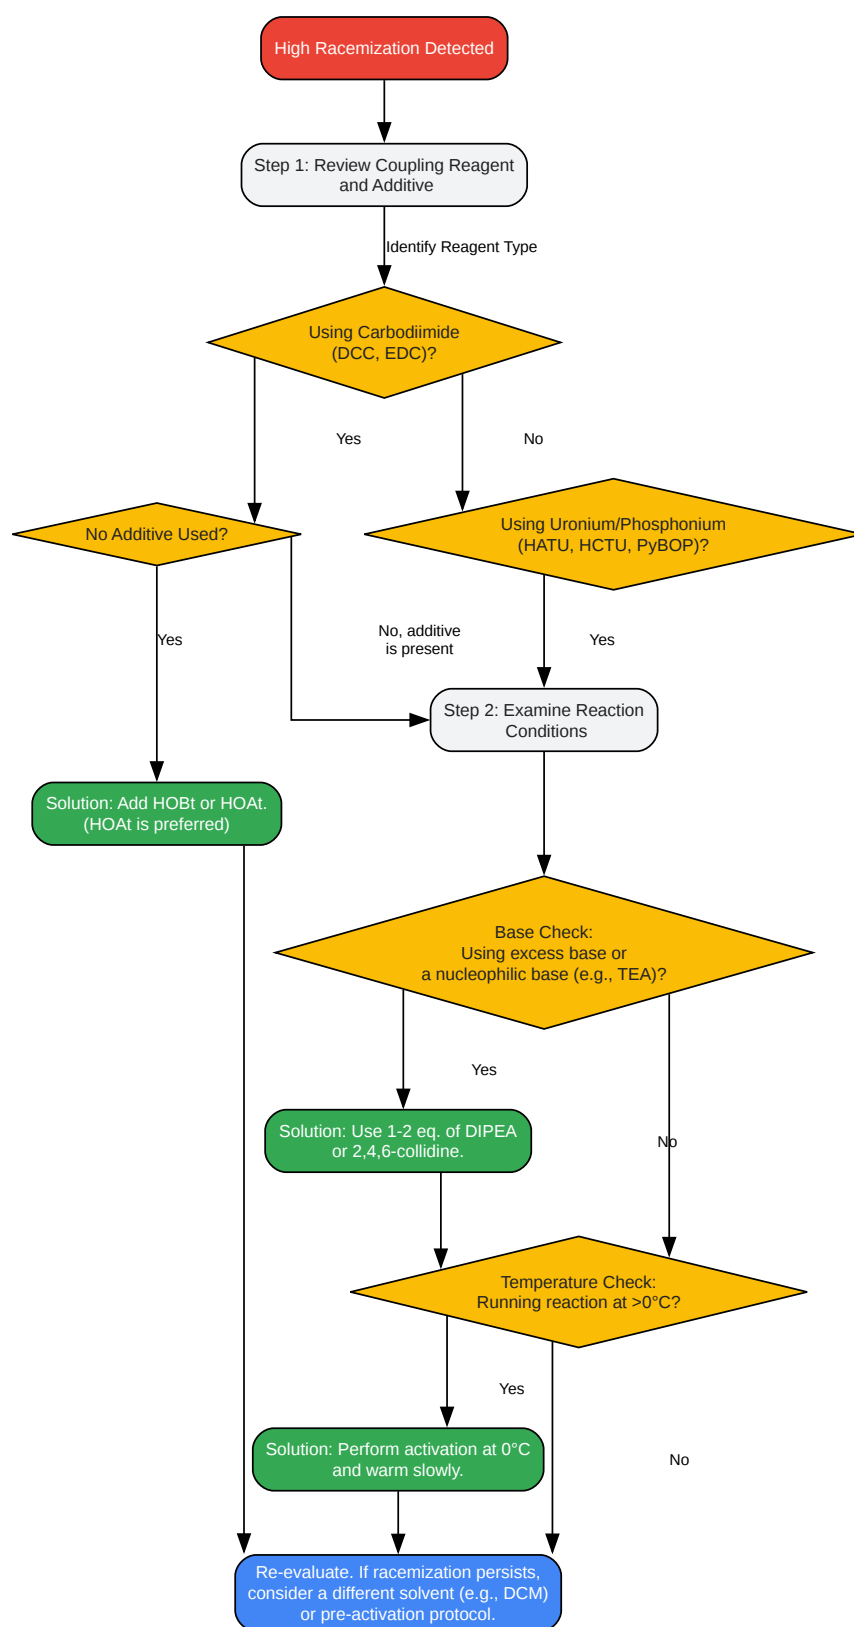 High Racemization Detected
Step 1: Review Coupling Reagent
and Additive
Identify Reagent Type
Using Carbodiimide
(DCC, EDC)?
Yes
No
No Additive Used?
Using Uronium/Phosphonium
(HATU, HCTU, PyBOP)?
Yes
No, additive
is present
Yes
Step 2: Examine Reaction
Conditions
Solution: Add HOBt or HOAt.
(HOAt is preferred)
Base Check:
Using excess base or
a nucleophilic base (e.g., TEA)?
Yes
Solution: Use 1-2 eq. of DIPEA
or 2,4,6-collidine.
No
Temperature Check:
Running reaction at >0°C?
Yes
Solution: Perform activation at 0°C
and warm slowly.
No
Re-evaluate. If racemization persists,
consider a different solvent (e.g., DCM)
or pre-activation protocol.